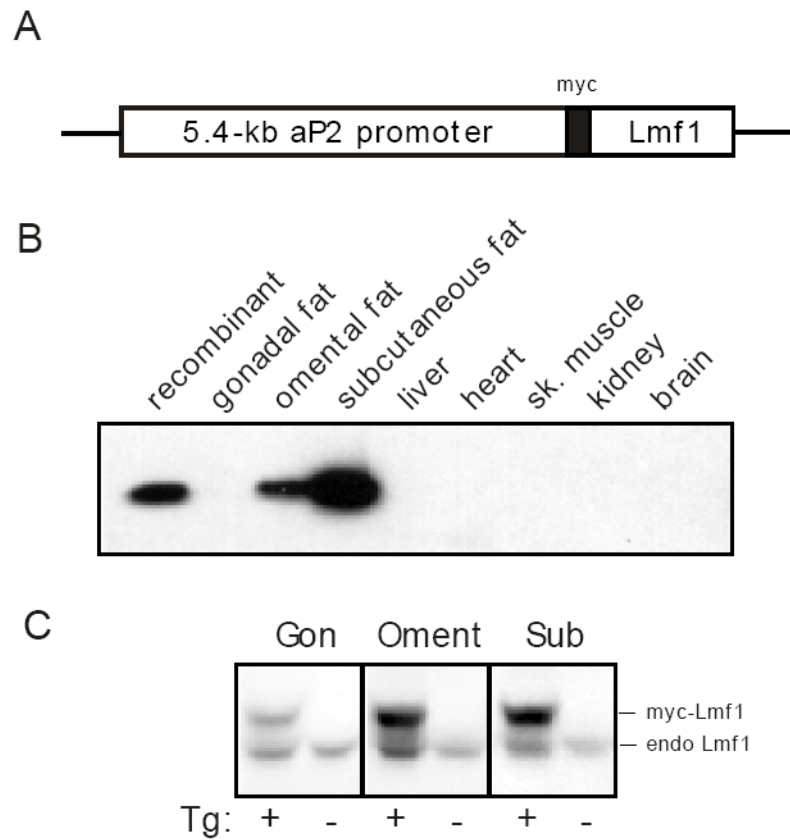 A
myc
5.4-kb aP2 promoter Lmf1
B
recombinant
gonadal fat
omental fat
subcutaneous fat
liver
heart
sk. muscle
kidney
brain
C
Gon Oment Sub
myc-Lmf1
endo Lmf1
Tg: + - + - + -